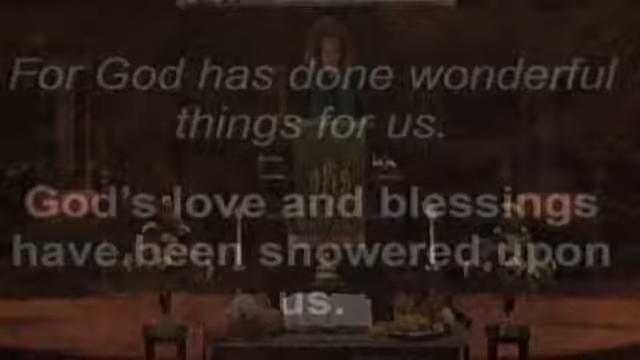 For God has done wonderful
things for us.
God's love and blessings
have been showered upon
us.